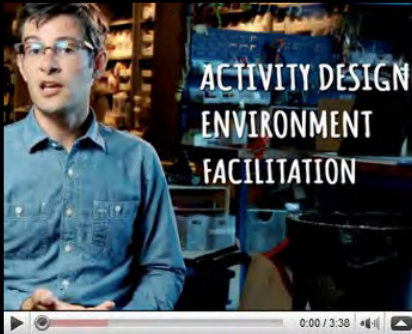 ACTIVITY DESIGN
ENVIRONMENT
FACILITATION
0:00 / 3:38